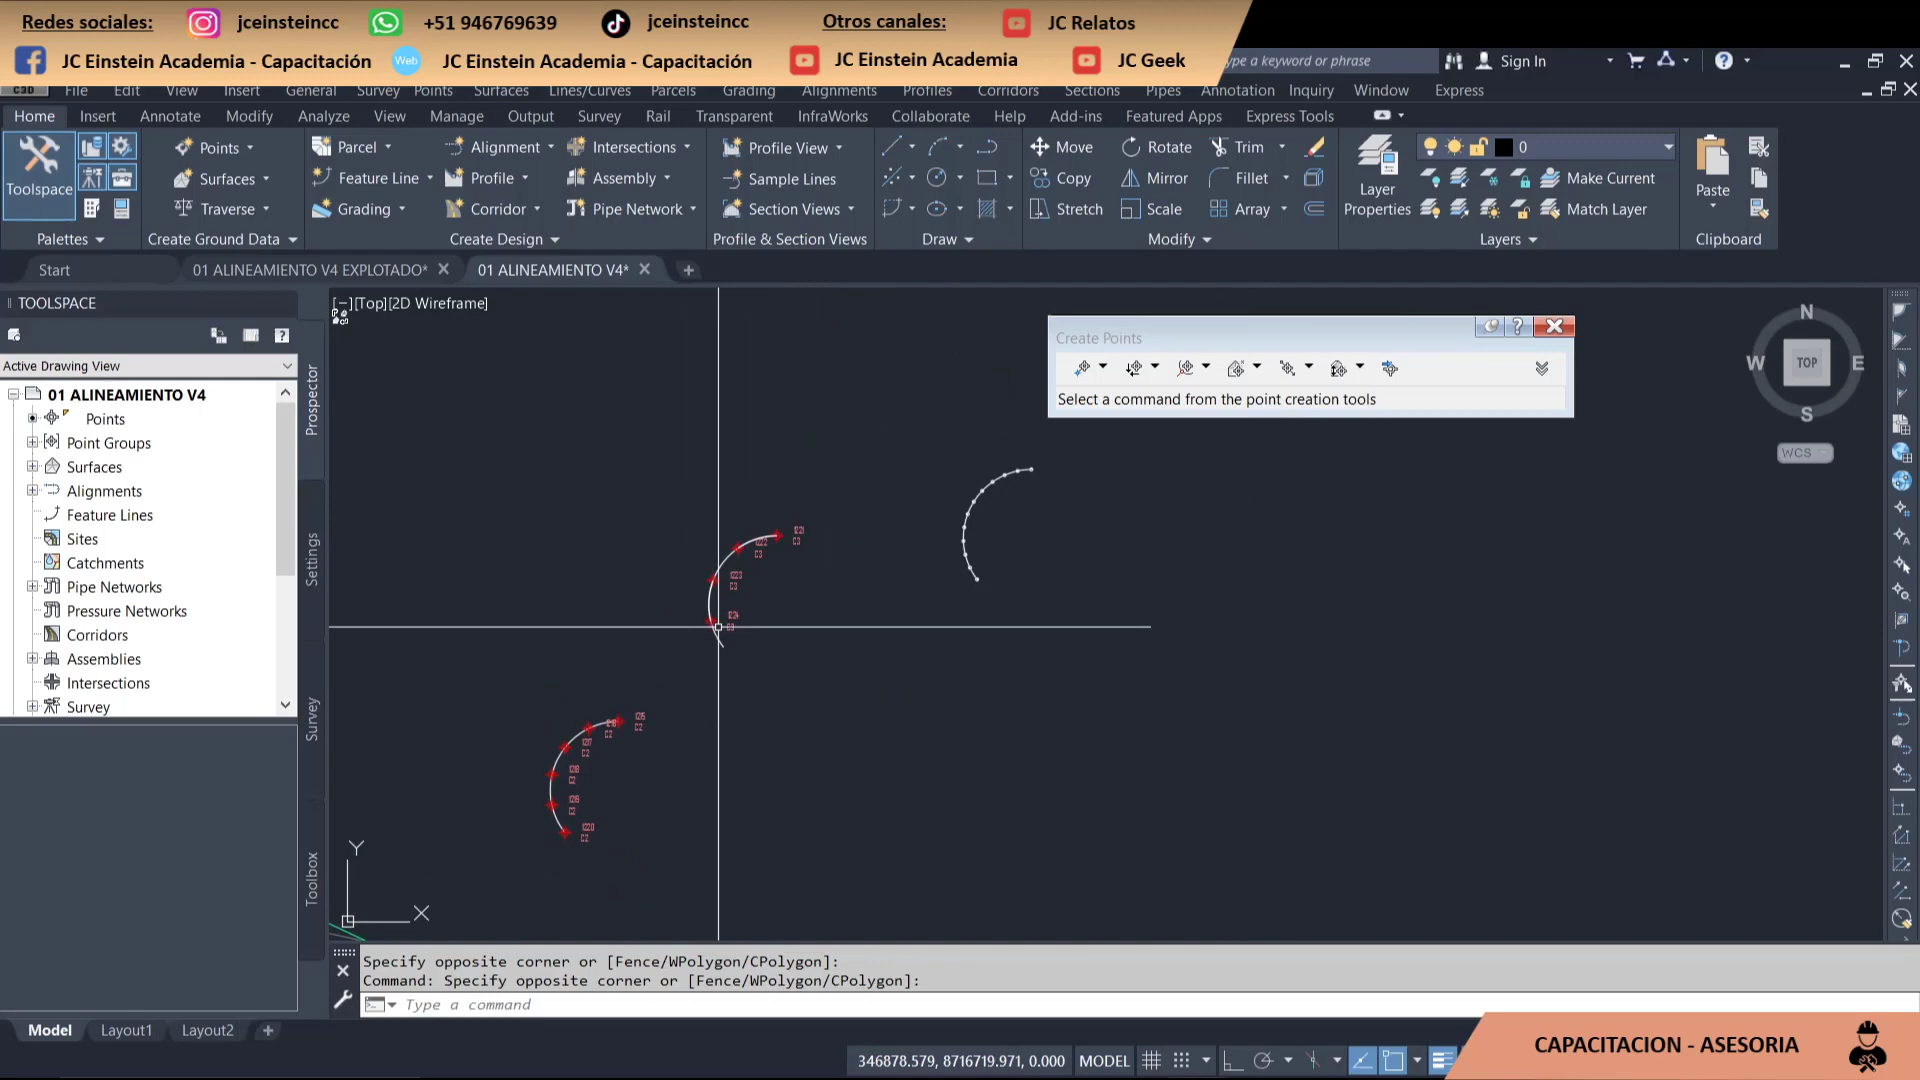 Redes sociales: jceinsteincc +51 946769639 jceinsteincc Otros canales: JC Relatos
JC Einstein Academia - Capacitación Web JC Einstein Academia - Capacitación JC Einstein Academia JC Geek
ype a keyword or phrase Sign In
C3D File Edit View Insert General Survey Points Surfaces Lines/Curves Parcels Grading Alignments Profiles Corridors Sections Pipes Annotation Inquiry Window Express
Home Insert Annotate Modify Analyze View Manage Output Survey Rail Transparent InfraWorks Collaborate Help Add-ins Featured Apps Express Tools
Points Parcel Alignment Intersections Profile View Move Rotate Trim 0
Toolspace Surfaces Feature Line Profile Assembly Sample Lines Copy Mirror Fillet Layer Properties Make Current Paste
Traverse Grading Corridor Pipe Network Section Views Stretch Scale Array Match Layer
Palettes Create Ground Data Create Design Profile & Section Views Draw Modify Layers Clipboard
Start 01 ALINEAMIENTO V4 EXPLOTADO* 01 ALINEAMIENTO V4*
TOOLSPACE
[−][Top][2D Wireframe]
Active Drawing View
01 ALINEAMIENTO V4
Points
Point Groups
Surfaces
Alignments
Feature Lines
Sites
Catchments
Pipe Networks
Pressure Networks
Corridors
Assemblies
Intersections
Survey
Prospector
Settings
Survey
Toolbox
Create Points
Select a command from the point creation tools
N
W TOP E
S
WCS
Y
X
Specify opposite corner or [Fence/WPolygon/CPolygon]:
Command: Specify opposite corner or [Fence/WPolygon/CPolygon]:
Type a command
Model Layout1 Layout2
346878.579, 8716719.971, 0.000 MODEL
CAPACITACION - ASESORIA